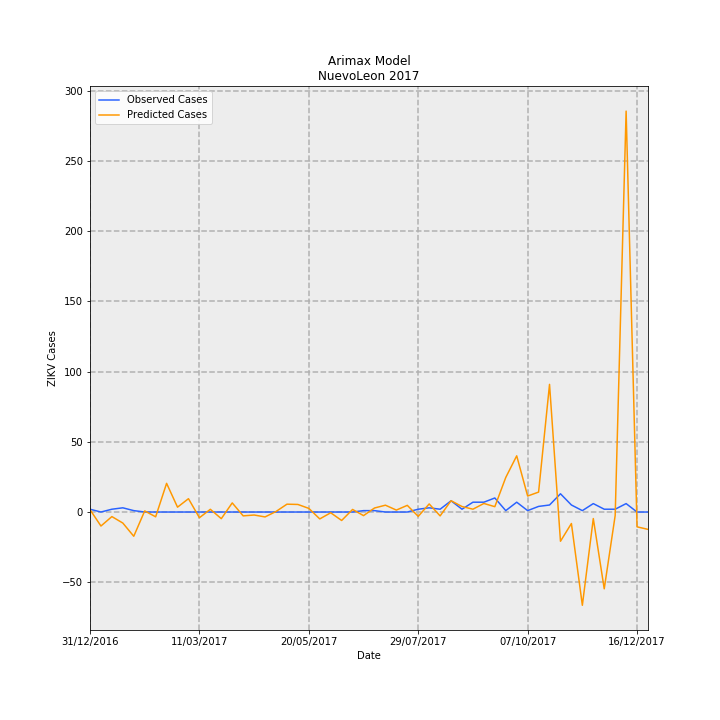 Arimax Model
NuevoLeon 2017
Observed Cases
Predicted Cases
300
250
200
150
100
50
0
−50
ZIKV Cases
31/12/2016 11/03/2017 20/05/2017 29/07/2017 07/10/2017 16/12/2017
Date